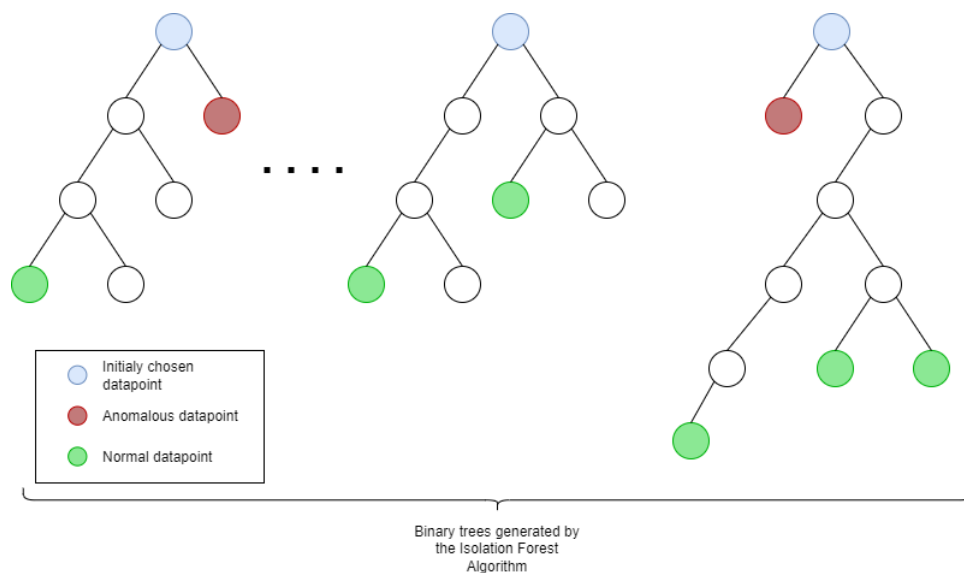 Initialy chosen
datapoint
Anomalous datapoint
Normal datapoint
Binary trees generated by
the Isolation Forest
Algorithm